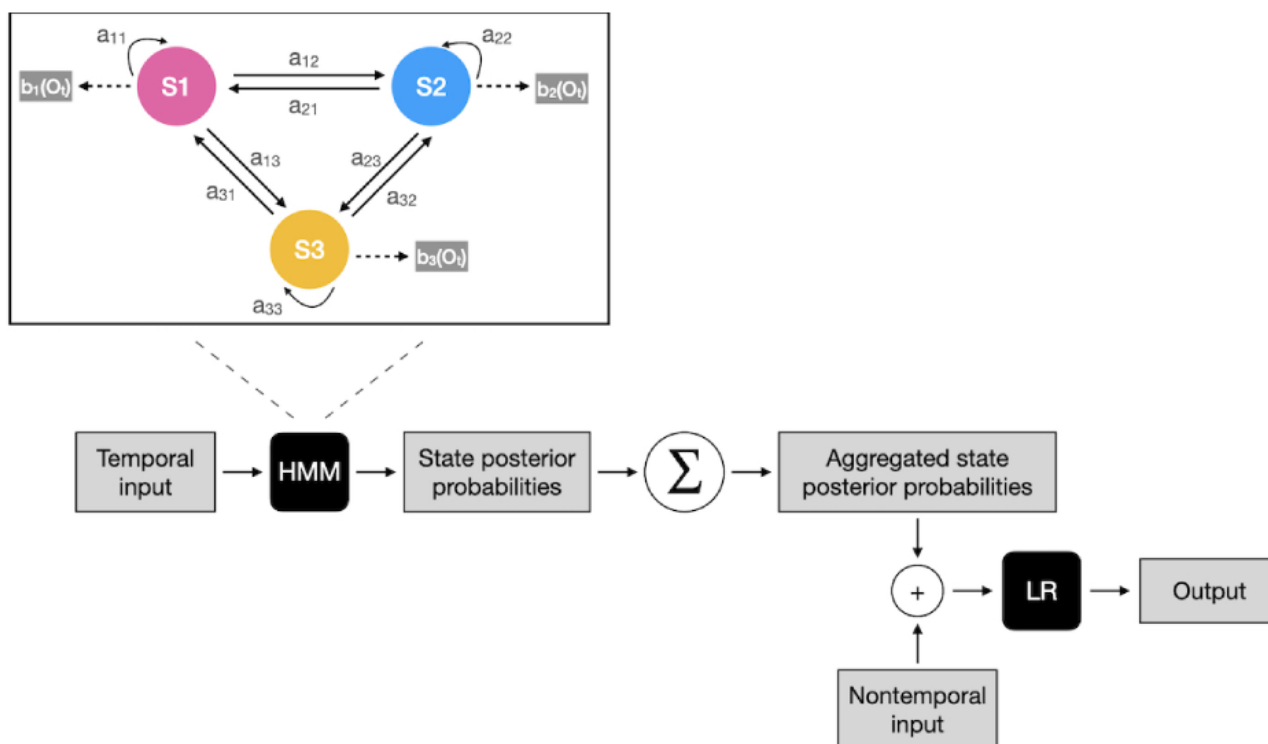 a₁₁
a₂₂
a₁₂
b₁(Oₜ)
S1
S2
b₂(Oₜ)
a₂₁
a₁₃
a₂₃
a₃₁
a₃₂
S3
b₃(Oₜ)
a₃₃
Temporal
input
HMM
State posterior
probabilities
Σ
Aggregated state
posterior probabilities
+
LR
Output
Nontemporal
input